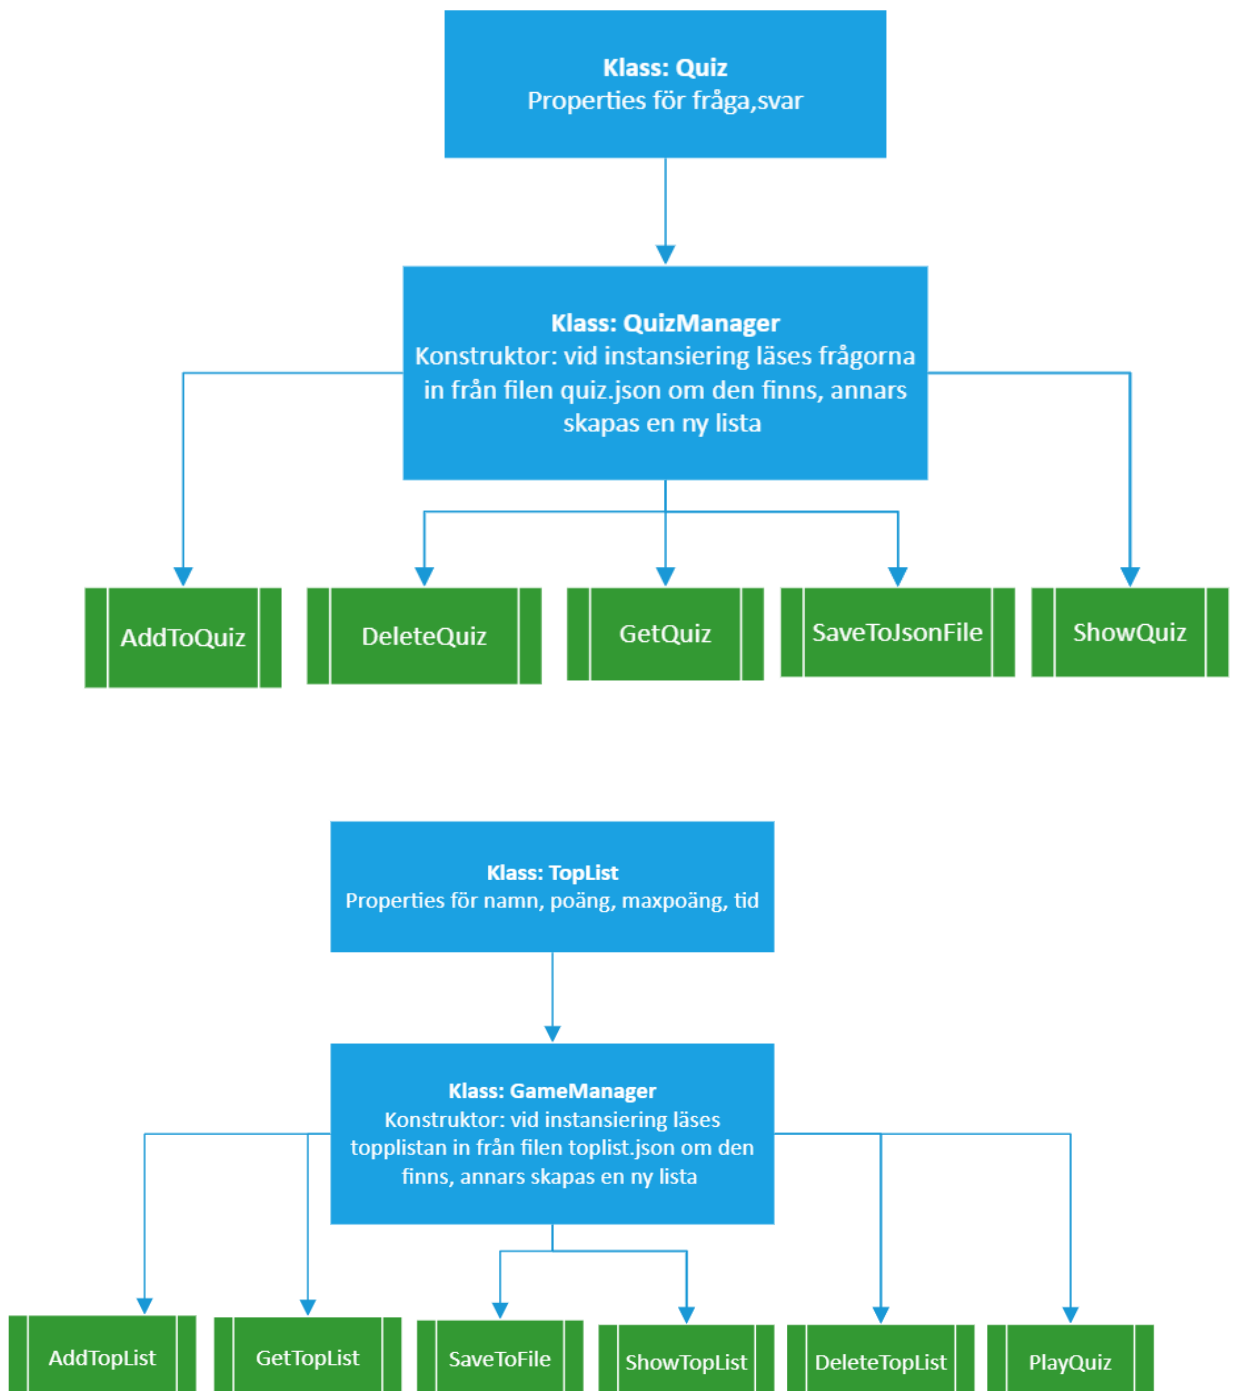 Klass: Quiz
Properties för fråga,svar
Klass: QuizManager
Konstruktor: vid instansiering läses frågorna
in från filen quiz.json om den finns, annars
skapas en ny lista
AddToQuiz
DeleteQuiz
GetQuiz
SaveToJsonFile
ShowQuiz
Klass: TopList
Properties för namn, poäng, maxpoäng, tid
Klass: GameManager
Konstruktor: vid instansiering läses
topplistan in från filen toplist.json om den
finns, annars skapas en ny lista
AddTopList
GetTopList
SaveToFile
ShowTopList
DeleteTopList
PlayQuiz